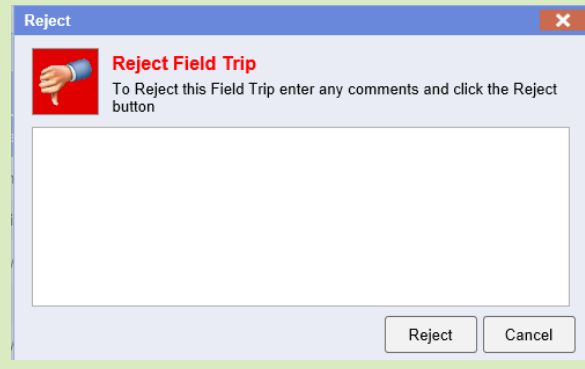 Reject
Reject Field Trip
To Reject this Field Trip enter any comments and click the Reject
button
Reject Cancel